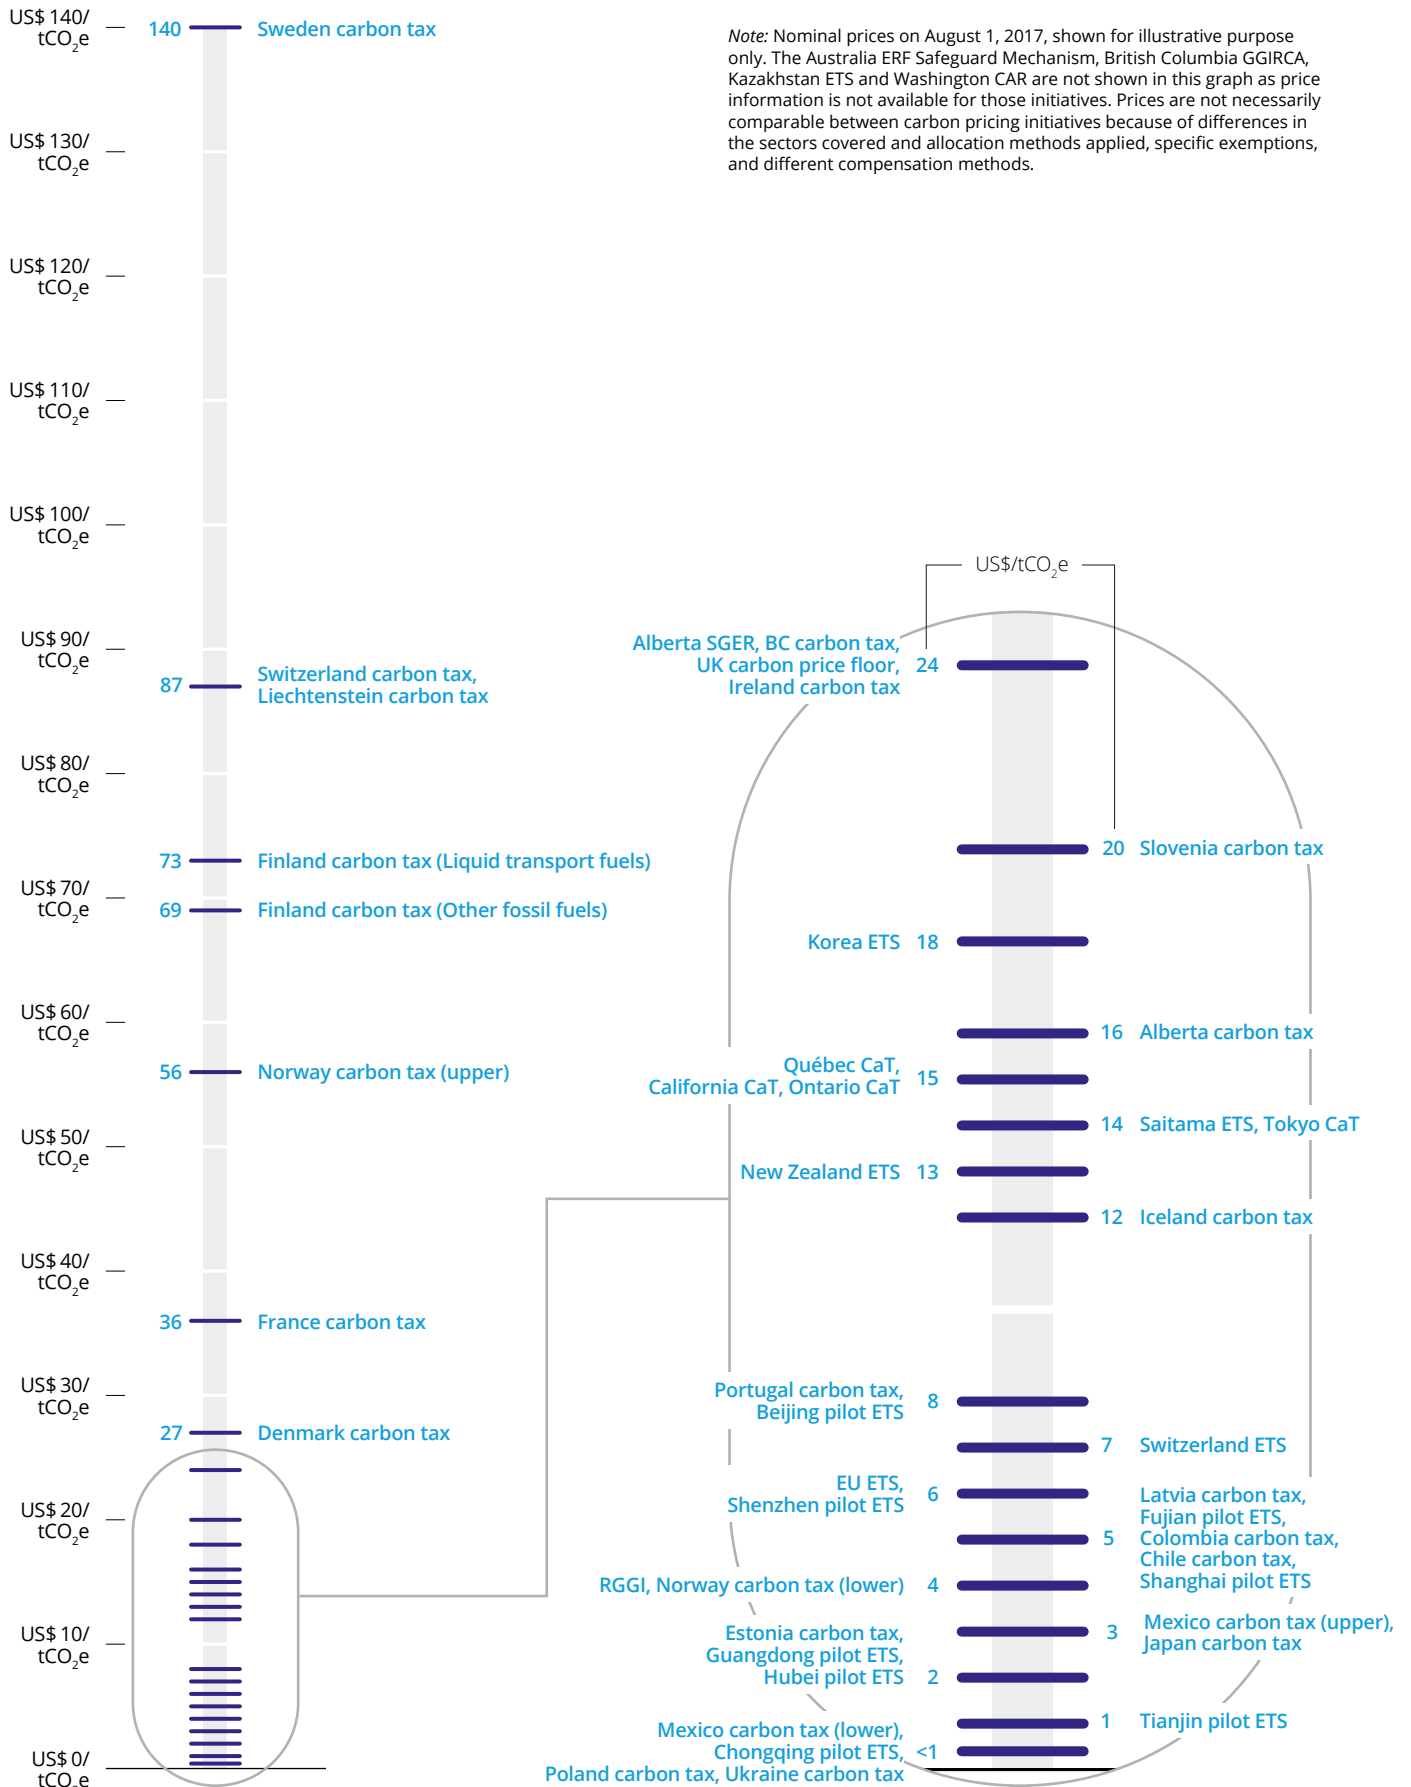 US$ 140/
tCO2e
140 Sweden carbon tax
Note: Nominal prices on August 1, 2017, shown for illustrative purpose
only. The Australia ERF Safeguard Mechanism, British Columbia GGIRCA,
Kazakhstan ETS and Washington CAR are not shown in this graph as price
information is not available for those initiatives. Prices are not necessarily
comparable between carbon pricing initiatives because of differences in
the sectors covered and allocation methods applied, specific exemptions,
and different compensation methods.
US$ 130/
tCO2e
US$ 120/
tCO2e
US$ 110/
tCO2e
US$ 100/
tCO2e
US$ 90/
tCO2e
87 Switzerland carbon tax,
Liechtenstein carbon tax
US$ 80/
tCO2e
73 Finland carbon tax (Liquid transport fuels)
US$ 70/
tCO2e
69 Finland carbon tax (Other fossil fuels)
US$ 60/
tCO2e
56 Norway carbon tax (upper)
US$ 50/
tCO2e
US$ 40/
tCO2e
36 France carbon tax
US$ 30/
tCO2e
27 Denmark carbon tax
US$ 20/
tCO2e
US$ 10/
tCO2e
US$ 0/
tCO2e
US$/tCO2e
Alberta SGER, BC carbon tax,
UK carbon price floor, 24
Ireland carbon tax
20 Slovenia carbon tax
Korea ETS 18
16 Alberta carbon tax
Québec CaT,
California CaT, Ontario CaT
15
14 Saitama ETS, Tokyo CaT
New Zealand ETS 13
12 Iceland carbon tax
Portugal carbon tax,
Beijing pilot ETS
8
7 Switzerland ETS
EU ETS,
Shenzhen pilot ETS
6
Latvia carbon tax,
Fujian pilot ETS,
5 Colombia carbon tax,
Chile carbon tax,
Shanghai pilot ETS
RGGI, Norway carbon tax (lower) 4
3 Mexico carbon tax (upper),
Japan carbon tax
Estonia carbon tax,
Guangdong pilot ETS,
Hubei pilot ETS 2
1 Tianjin pilot ETS
Mexico carbon tax (lower),
Chongqing pilot ETS, <1
Poland carbon tax, Ukraine carbon tax